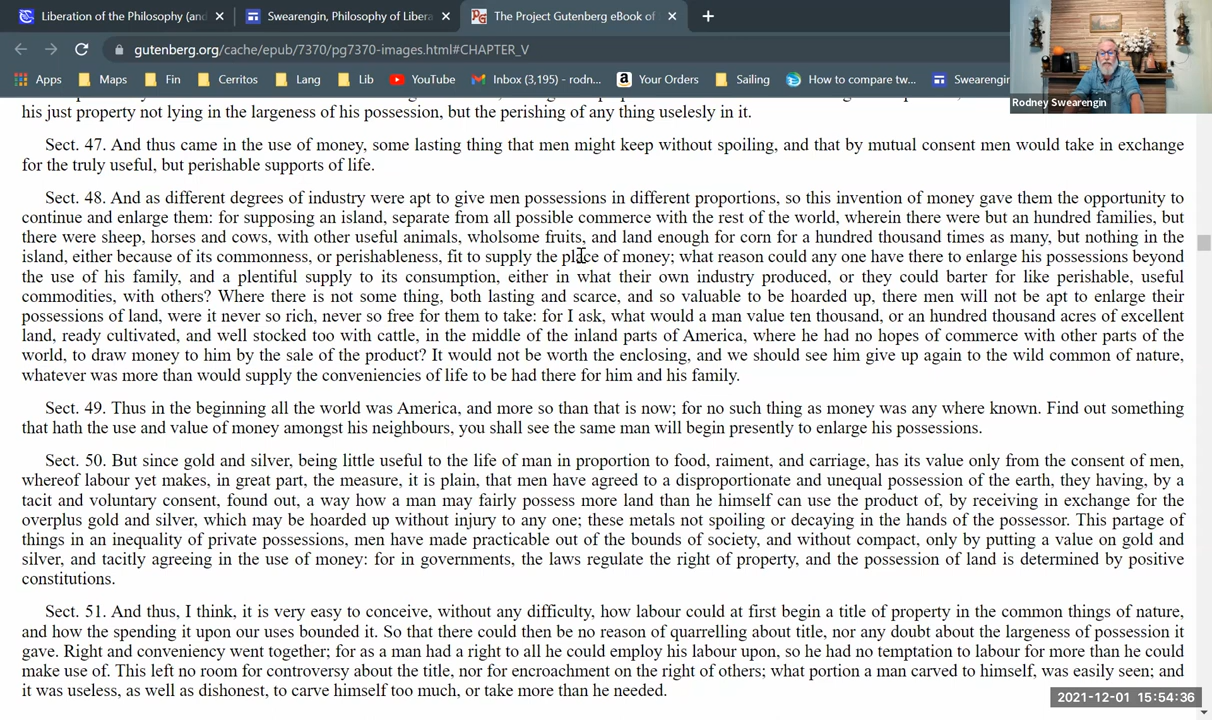 Liberation of the Philosophy (an
Swearengin, Philosophy of Libera
The Project Gutenberg eBook of
gutenberg.org/cache/epub/7370/pg7370-images.html#CHAPTER_V
Apps Maps Fin Cerritos Lang Lib YouTube Inbox (3,195) - rodn... Your Orders Sailing How to compare tw... Swearengin
Rodney Swearengin
his just property not lying in the largeness of his possession, but the perishing of any thing uselesly in it.
Sect. 47. And thus came in the use of money, some lasting thing that men might keep without spoiling, and that by mutual consent men would take in exchange
for the truly useful, but perishable supports of life.
Sect. 48. And as different degrees of industry were apt to give men possessions in different proportions, so this invention of money gave them the opportunity to
continue and enlarge them: for supposing an island, separate from all possible commerce with the rest of the world, wherein there were but an hundred families, but
there were sheep, horses and cows, with other useful animals, wholsome fruits, and land enough for corn for a hundred thousand times as many, but nothing in the
island, either because of its commonness, or perishableness, fit to supply the place of money; what reason could any one have there to enlarge his possessions beyond
the use of his family, and a plentiful supply to its consumption, either in what their own industry produced, or they could barter for like perishable, useful
commodities, with others? Where there is not some thing, both lasting and scarce, and so valuable to be hoarded up, there men will not be apt to enlarge their
possessions of land, were it never so rich, never so free for them to take: for I ask, what would a man value ten thousand, or an hundred thousand acres of excellent
land, ready cultivated, and well stocked too with cattle, in the middle of the inland parts of America, where he had no hopes of commerce with other parts of the
world, to draw money to him by the sale of the product? It would not be worth the enclosing, and we should see him give up again to the wild common of nature,
whatever was more than would supply the conveniencies of life to be had there for him and his family.
Sect. 49. Thus in the beginning all the world was America, and more so than that is now; for no such thing as money was any where known. Find out something
that hath the use and value of money amongst his neighbours, you shall see the same man will begin presently to enlarge his possessions.
Sect. 50. But since gold and silver, being little useful to the life of man in proportion to food, raiment, and carriage, has its value only from the consent of men,
whereof labour yet makes, in great part, the measure, it is plain, that men have agreed to a disproportionate and unequal possession of the earth, they having, by a
tacit and voluntary consent, found out, a way how a man may fairly possess more land than he himself can use the product of, by receiving in exchange for the
overplus gold and silver, which may be hoarded up without injury to any one; these metals not spoiling or decaying in the hands of the possessor. This partage of
things in an inequality of private possessions, men have made practicable out of the bounds of society, and without compact, only by putting a value on gold and
silver, and tacitly agreeing in the use of money: for in governments, the laws regulate the right of property, and the possession of land is determined by positive
constitutions.
Sect. 51. And thus, I think, it is very easy to conceive, without any difficulty, how labour could at first begin a title of property in the common things of nature,
and how the spending it upon our uses bounded it. So that there could then be no reason of quarrelling about title, nor any doubt about the largeness of possession it
gave. Right and conveniency went together; for as a man had a right to all he could employ his labour upon, so he had no temptation to labour for more than he could
make use of. This left no room for controversy about the title, nor for encroachment on the right of others; what portion a man carved to himself, was easily seen; and
it was useless, as well as dishonest, to carve himself too much, or take more than he needed.
2021-12-01 15:54:36